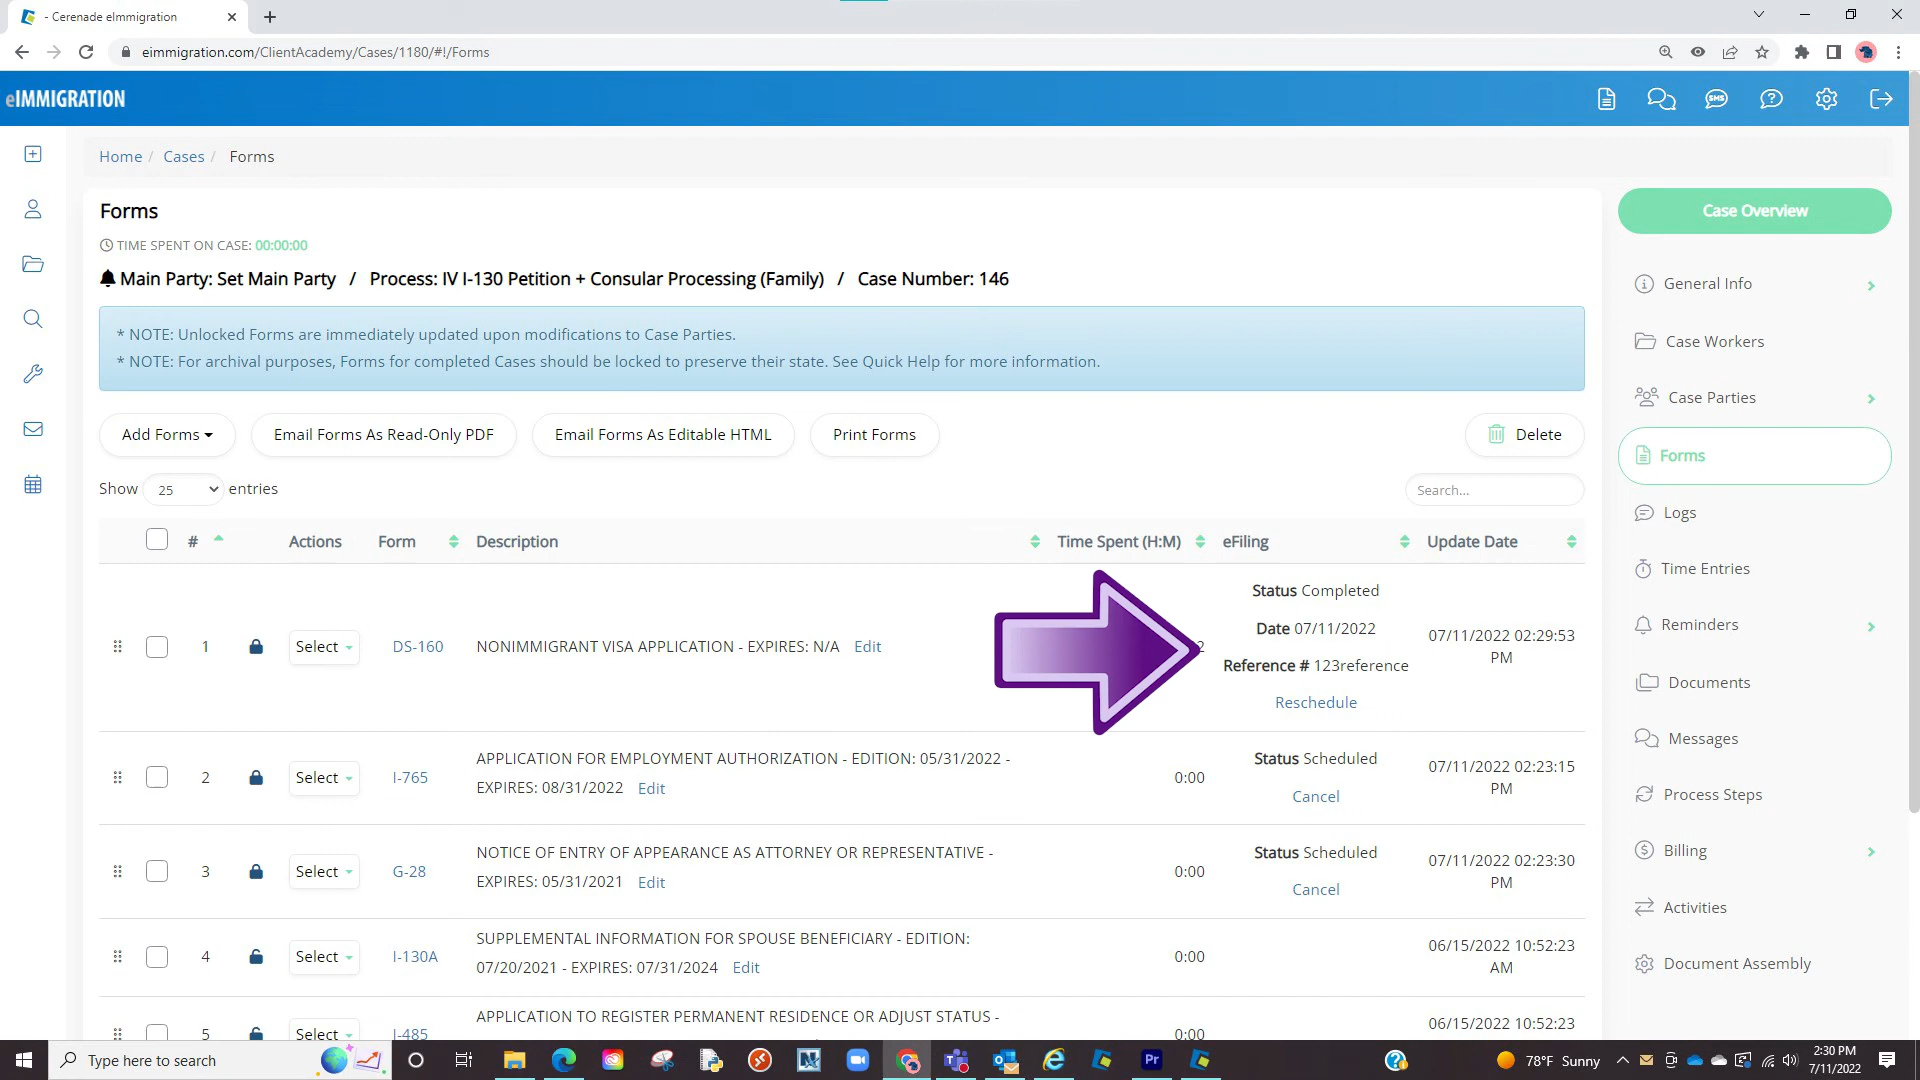 - Cerenade eImmigration
eimmigration.com/ClientAcademy/Cases/1180/#!/Forms
eIMMIGRATION
SMS
Home / Cases / Forms
Forms
TIME SPENT ON CASE: 00:00:00
Main Party: Set Main Party / Process: IV I-130 Petition + Consular Processing (Family) / Case Number: 146
* NOTE: Unlocked Forms are immediately updated upon modifications to Case Parties.
* NOTE: For archival purposes, Forms for completed Cases should be locked to preserve their state. See Quick Help for more information.
Add Forms Email Forms As Read-Only PDF Email Forms As Editable HTML Print Forms Delete
Show 25 entries Search...
# Actions Form Description Time Spent (H:M) eFiling Update Date
1 Select DS-160 NONIMMIGRANT VISA APPLICATION - EXPIRES: N/A Edit
Status Completed
Date 07/11/2022
Reference # 123reference
Reschedule
07/11/2022 02:29:53
PM
2 Select I-765
APPLICATION FOR EMPLOYMENT AUTHORIZATION - EDITION: 05/31/2022 -
EXPIRES: 08/31/2022 Edit
0:00
Status Scheduled
Cancel
07/11/2022 02:23:15
PM
3 Select G-28
NOTICE OF ENTRY OF APPEARANCE AS ATTORNEY OR REPRESENTATIVE -
EXPIRES: 05/31/2021 Edit
0:00
Status Scheduled
Cancel
07/11/2022 02:23:30
PM
4 Select I-130A
SUPPLEMENTAL INFORMATION FOR SPOUSE BENEFICIARY - EDITION:
07/20/2021 - EXPIRES: 07/31/2024 Edit
0:00
06/15/2022 10:52:23
AM
5 Select I-485
APPLICATION TO REGISTER PERMANENT RESIDENCE OR ADJUST STATUS -
0:00
06/15/2022 10:52:23
Case Overview
General Info
Case Workers
Case Parties
Forms
Logs
Time Entries
Reminders
Documents
Messages
Process Steps
Billing
Activities
Document Assembly
Type here to search
Pr
78°F Sunny
2:30 PM
7/11/2022